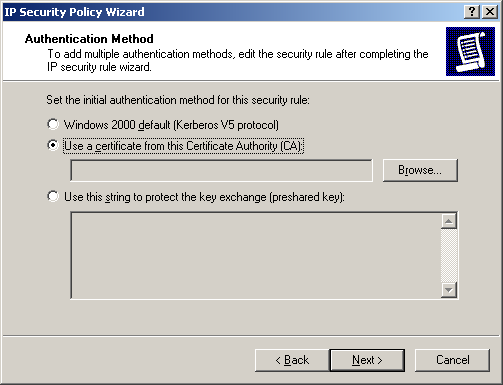 IP Security Policy Wizard
Authentication Method
To add multiple authentication methods, edit the security rule after completing the
IP security rule wizard.
Set the initial authentication method for this security rule:
Windows 2000 default (Kerberos V5 protocol)
Use a certificate from this Certificate Authority (CA):
Browse...
Use this string to protect the key exchange (preshared key):
< Back
Next >
Cancel